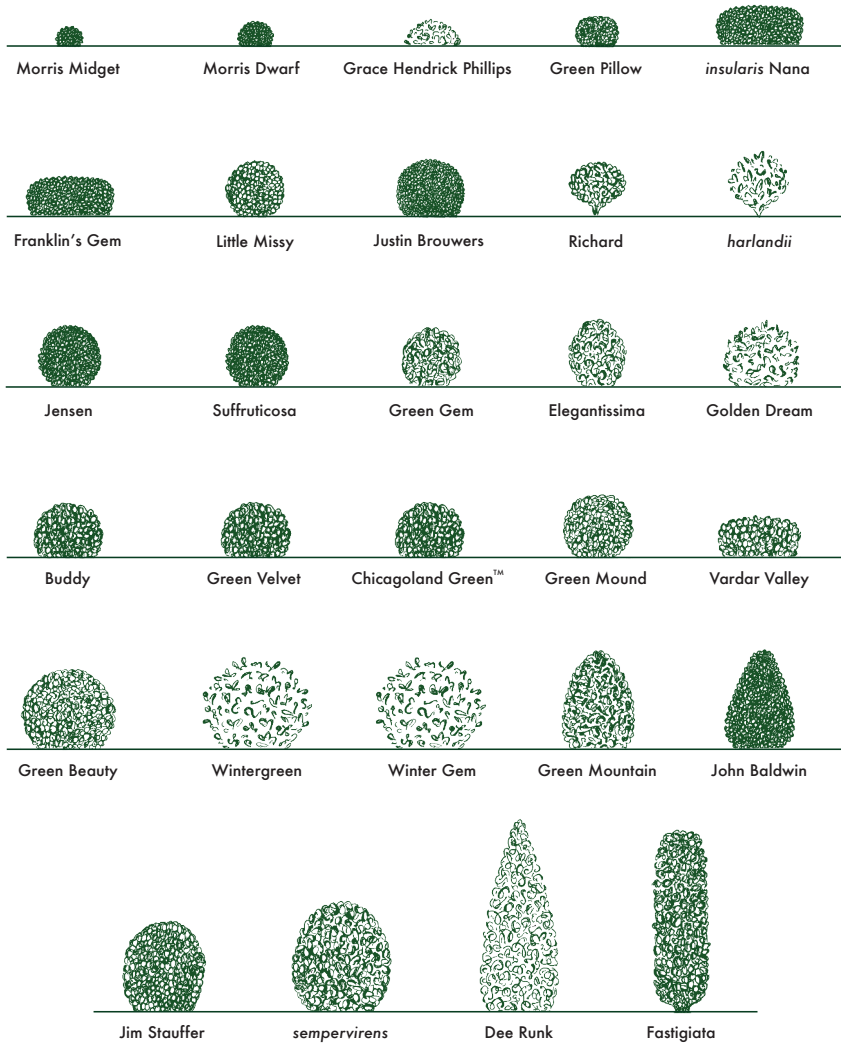 Morris Midget Morris Dwarf Grace Hendrick Phillips Green Pillow insularis Nana
Franklin's Gem Little Missy Justin Brouwers Richard harlandii
Jensen Suffruticosa Green Gem Elegantissima Golden Dream
Buddy Green Velvet Chicagoland Green™ Green Mound Vardar Valley
Green Beauty Wintergreen Winter Gem Green Mountain John Baldwin
Jim Stauffer sempervirens Dee Runk Fastigiata